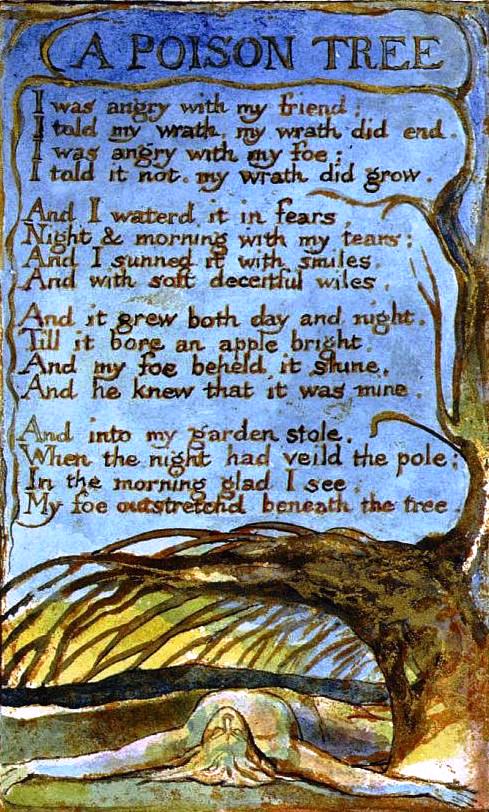 A POISON TREE
I was angry with my friend;
I told my wrath, my wrath did end.
I was angry with my foe:
I told it not, my wrath did grow.
And I waterd it in fears,
Night & morning with my tears:
And I sunned it with smiles,
And with soft deceitful wiles.
And it grew both day and night.
Till it bore an apple bright.
And my foe beheld it shine,
And he knew that it was mine.
And into my garden stole,
When the night had veild the pole;
In the morning glad I see
My foe outstretchd beneath the tree.